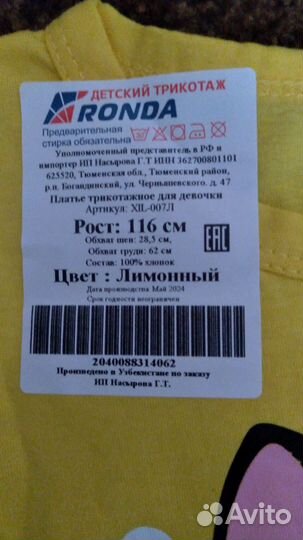 ДЕТСКИЙ ТРИКОТАЖ
RONDA
Предварительная
стирка обязательна
Уполномоченный представитель в РФ и
импортер ИП Насырова Г.Т ИНН 362700801101
625520, Тюменская обл., Тюменский район,
р.п. Богандинский, ул. Чернышевского. д. 47
Платье трикотажное для девочки
Артикул: XIL-007Л
Рост: 116 см
Обхват шеи: 28,5 см,
Обхват груди: 62 см
Состав: 100% хлопок
EAC
Цвет : Лимонный
Дата производства Май 2024
Срок годности неограничен
2040088314062
Произведено в Узбекистане по заказу
ИП Насырова Г.Т.
Avito